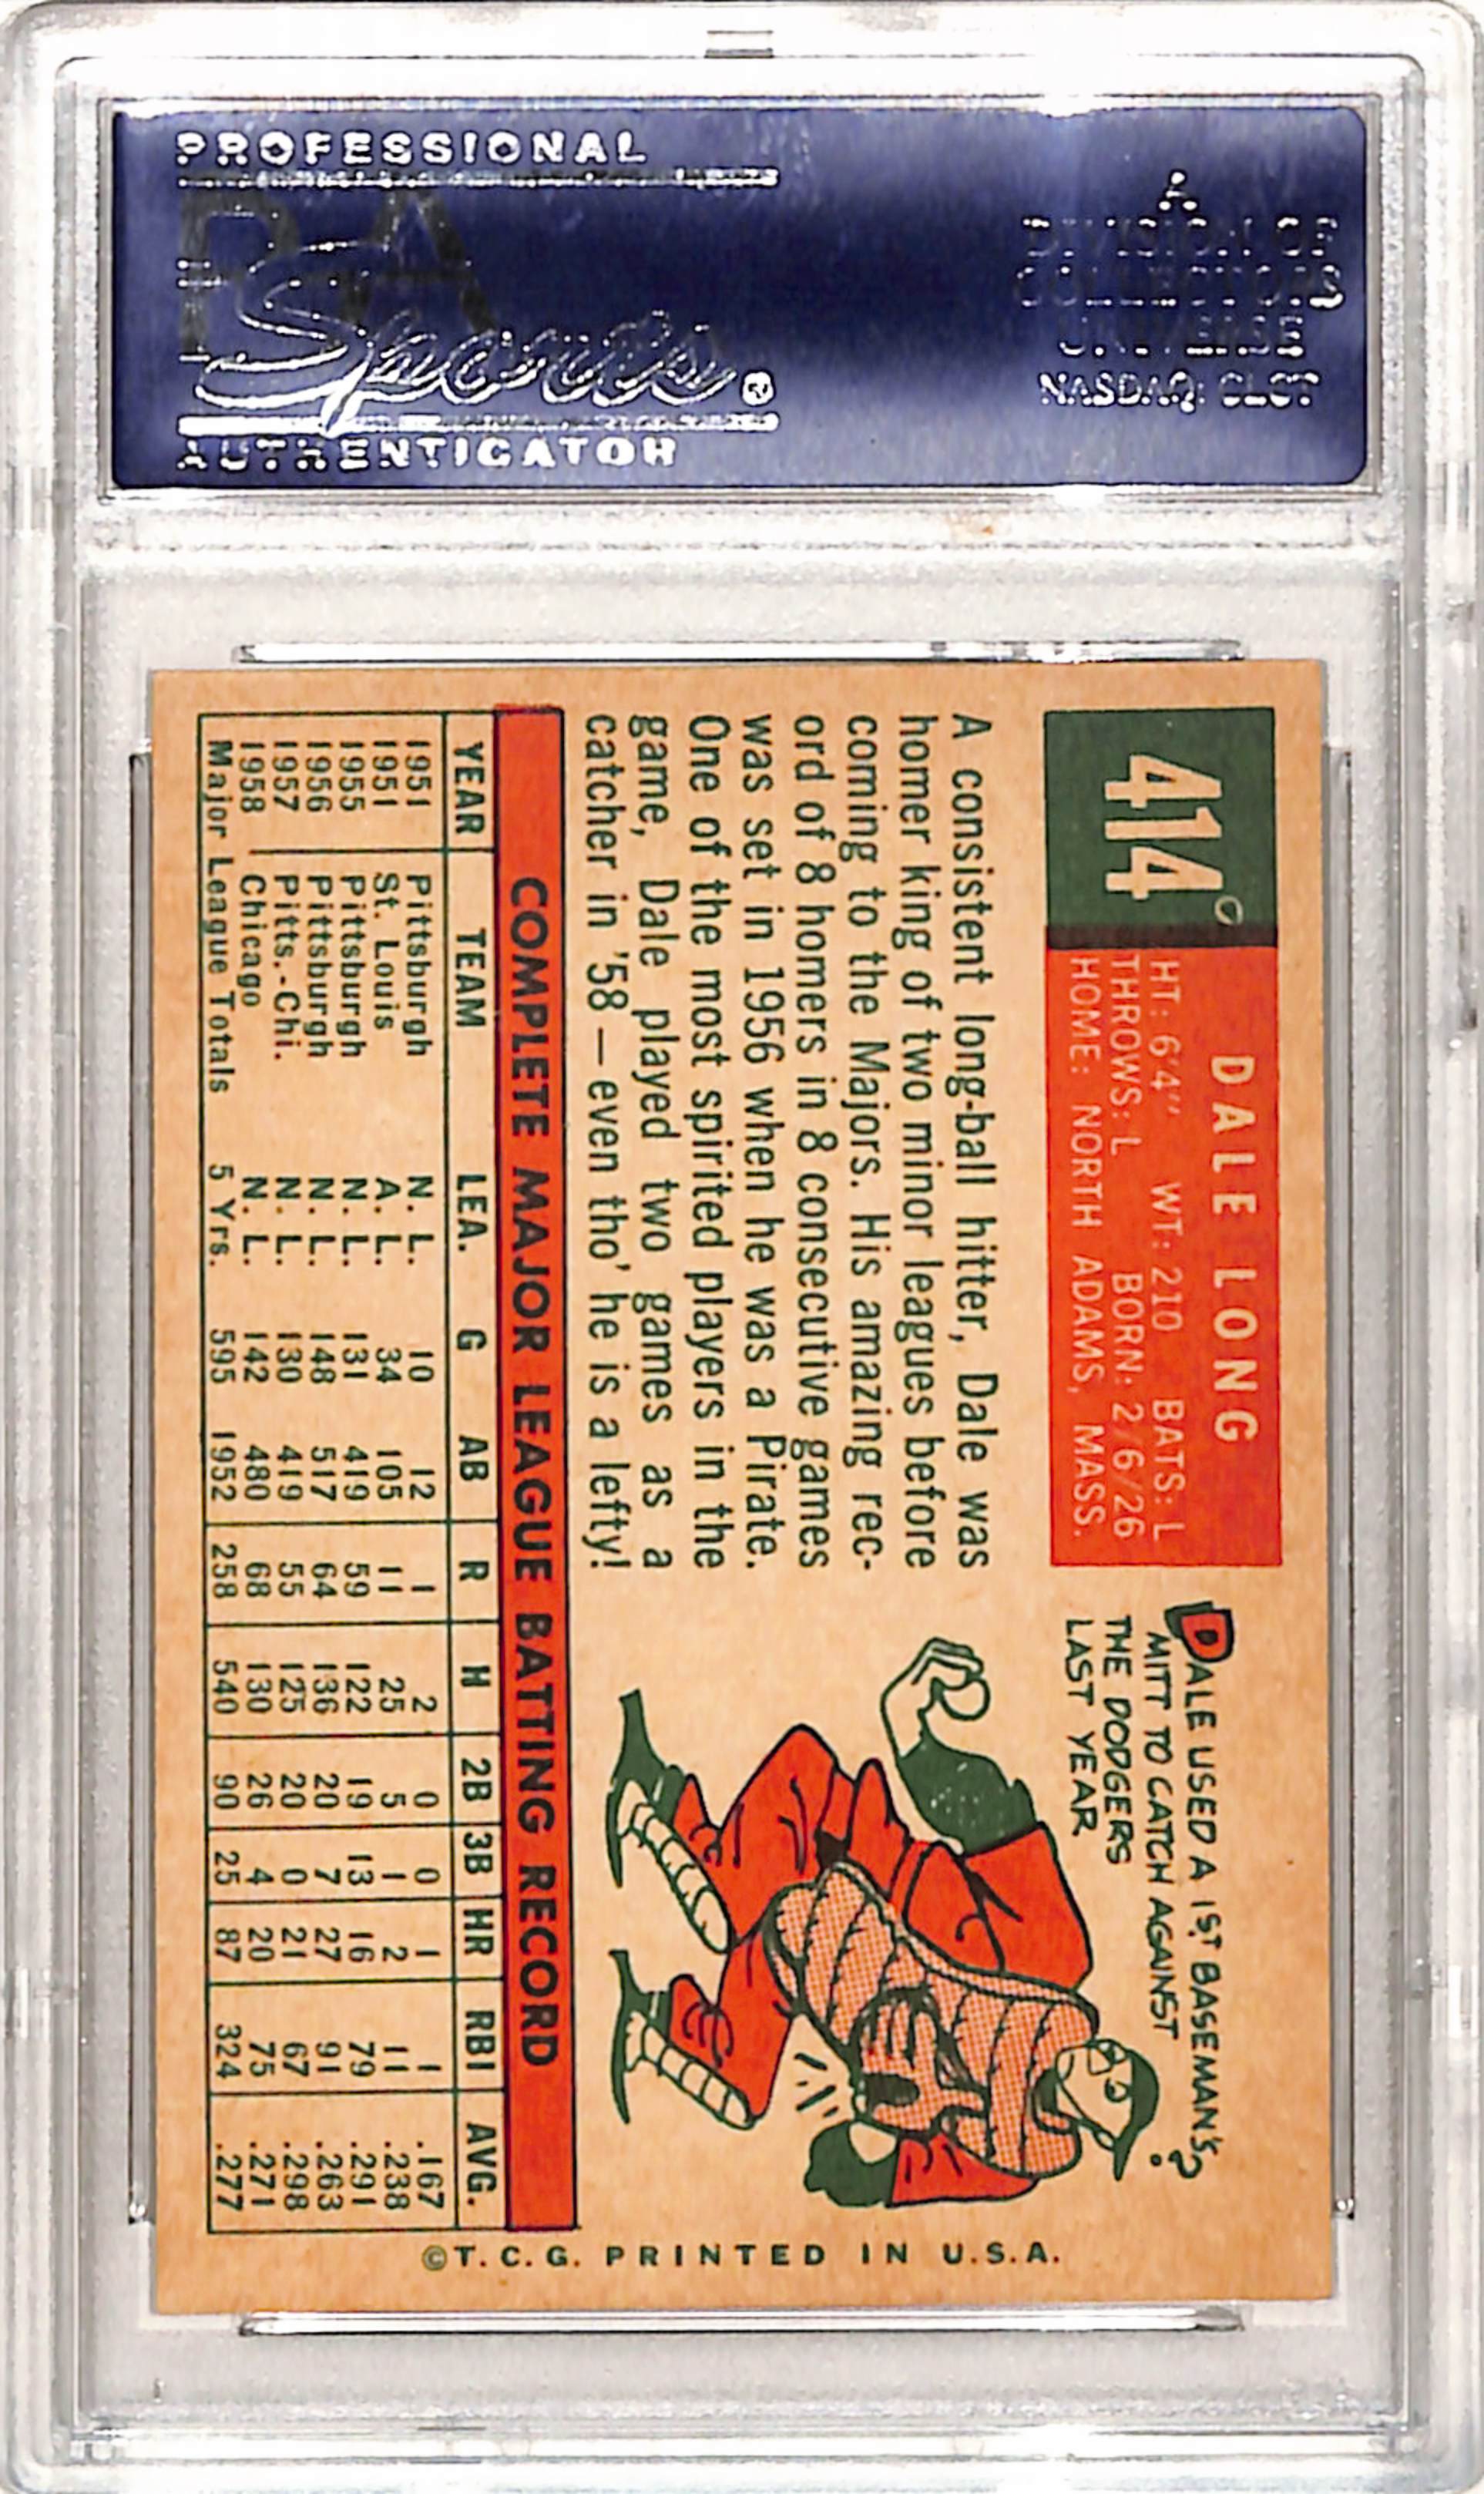 PROFESSIONAL
Sports®
AUTHENTICATOR
A
DIVISION OF
COLLECTORS
UNIVERSE
NASDAQ: CLCT
414
DALE LONG
HT: 6'4" WT: 210 BATS: L
THROWS: L BORN: 2/6/26
HOME: NORTH ADAMS, MASS.
A consistent long-ball hitter, Dale was
homer king of two minor leagues before
coming to the Majors. His amazing rec-
ord of 8 homers in 8 consecutive games
was set in 1956 when he was a Pirate.
One of the most spirited players in the
game, Dale played two games as a
catcher in '58—even tho' he is a lefty!
DALE USED A 1ST BASEMAN'S
MITT TO CATCH AGAINST
THE DODGERS
LAST YEAR
?
COMPLETE MAJOR LEAGUE BATTING RECORD
YEAR TEAM LEA. G AB R H 2B 3B HR RBI AVG.
1951 Pittsburgh N. L. 10 12 1 2 0 0 1 1 .167
1951 St. Louis A. L. 34 105 11 25 5 1 2 11 .238
1955 Pittsburgh N. L. 131 419 59 122 19 13 16 79 .291
1956 Pittsburgh N. L. 148 517 64 136 20 7 27 91 .263
1957 Pitts.-Chi. N. L. 130 419 55 125 20 0 21 67 .298
1958 Chicago N. L. 142 480 68 130 26 4 20 75 .271
Major League Totals 5 Yrs. 595 1952 258 540 90 25 87 324 .277
©T. C. G. PRINTED IN U.S.A.